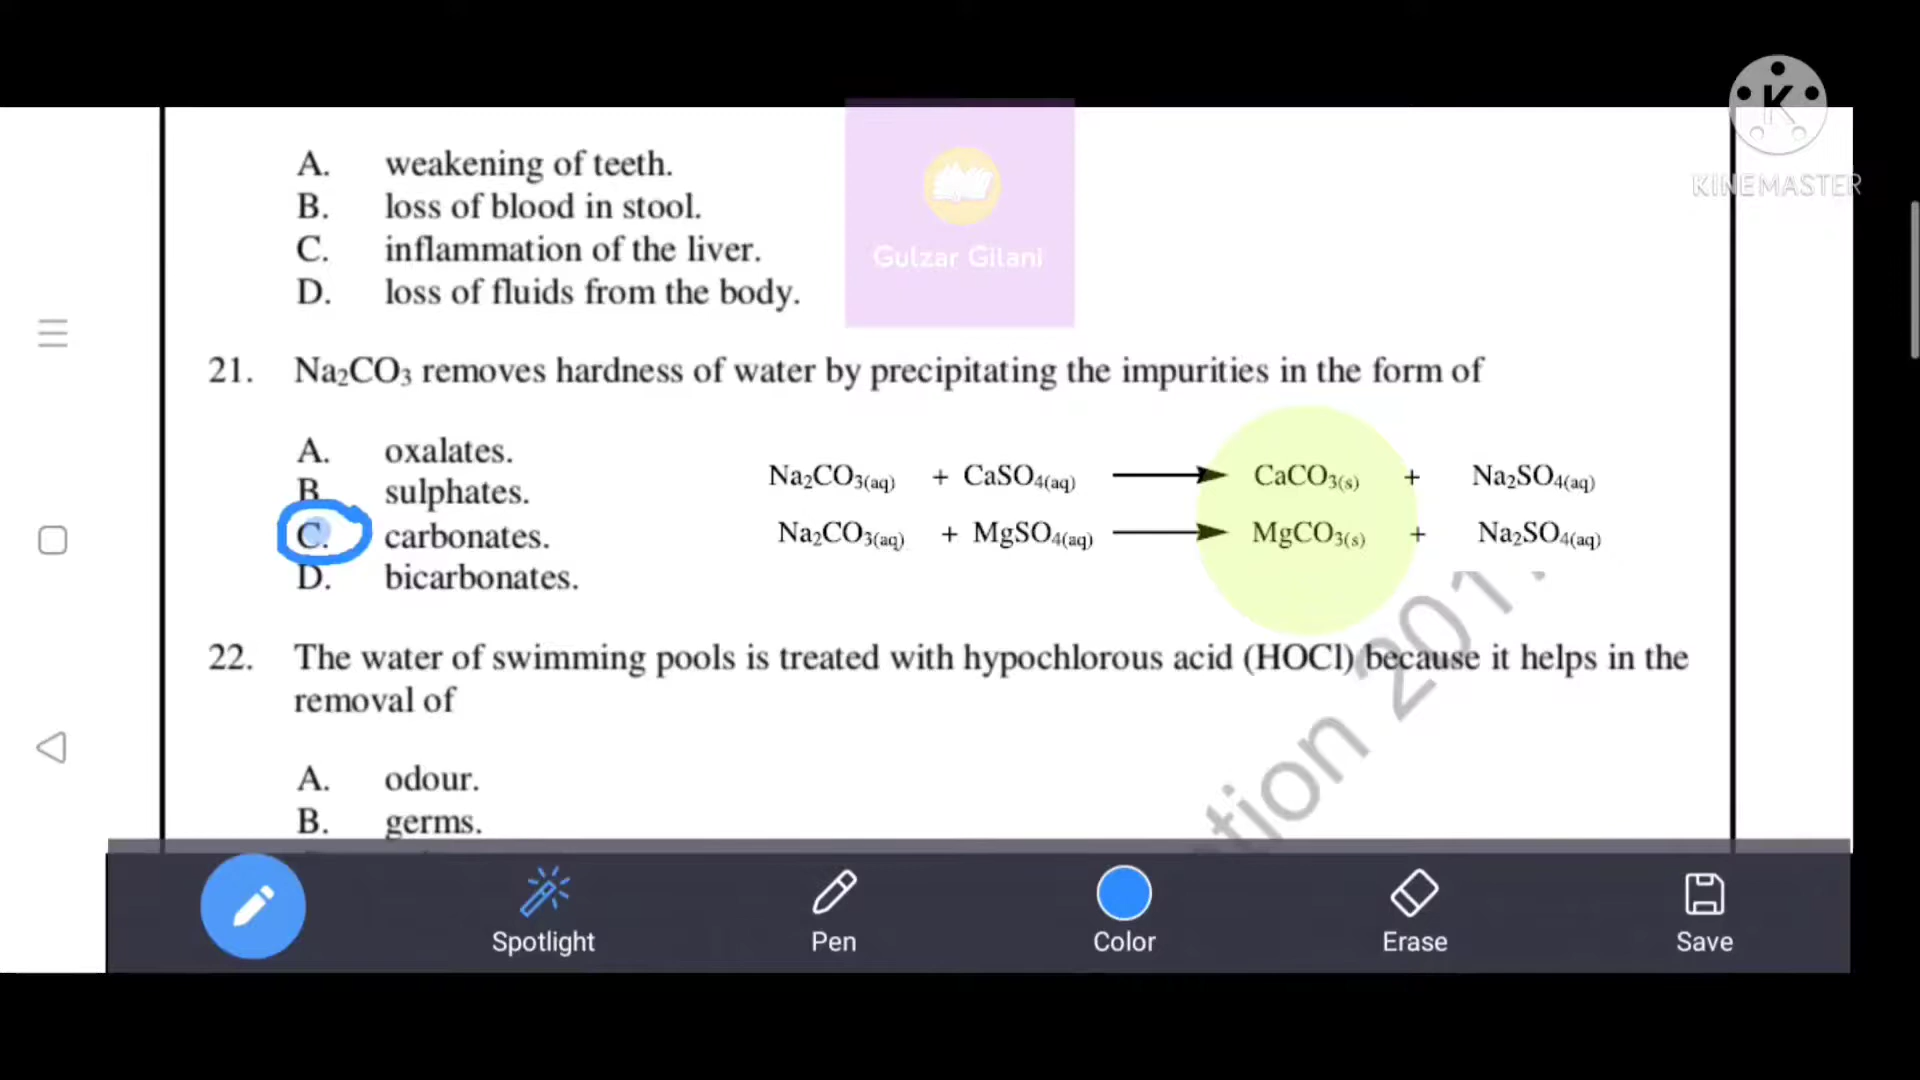 KINEMASTER
A. weakening of teeth.
B. loss of blood in stool.
C. inflammation of the liver.
D. loss of fluids from the body.
Gulzar Gilani
21. Na₂CO₃ removes hardness of water by precipitating the impurities in the form of
A. oxalates.
B. sulphates.
C. carbonates.
D. bicarbonates.
Na₂CO₃(aq) + CaSO₄(aq) ⟶ CaCO₃(s) + Na₂SO₄(aq)
Na₂CO₃(aq) + MgSO₄(aq) ⟶ MgCO₃(s) + Na₂SO₄(aq)
22. The water of swimming pools is treated with hypochlorous acid (HOCl) because it helps in the
removal of
A. odour.
B. germs.
Spotlight
Pen
Color
Erase
Save